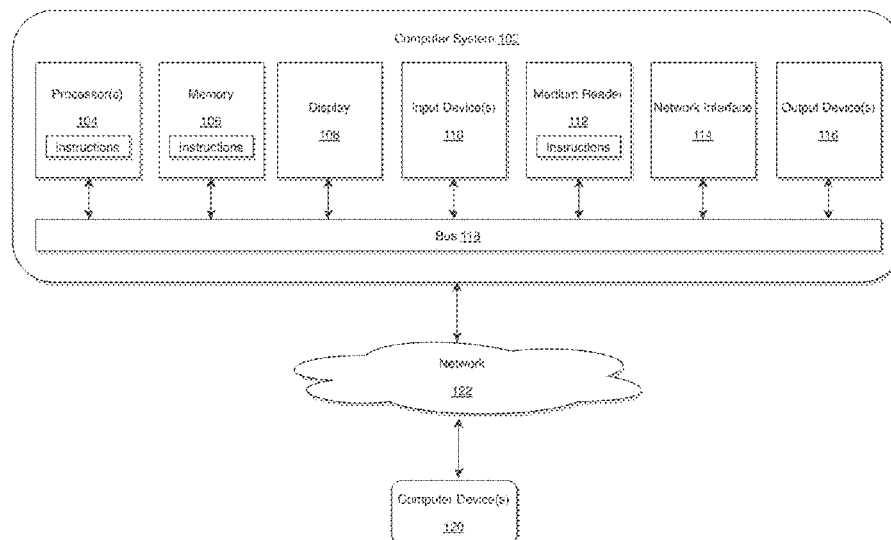 Computer System 102
Processor(s)
104
Instructions
Memory
106
Instructions
Display
108
Input Device(s)
110
Medium Reader
112
Instructions
Network Interface
114
Output Device(s)
116
Bus 118
Network
122
Computer Device(s)
120